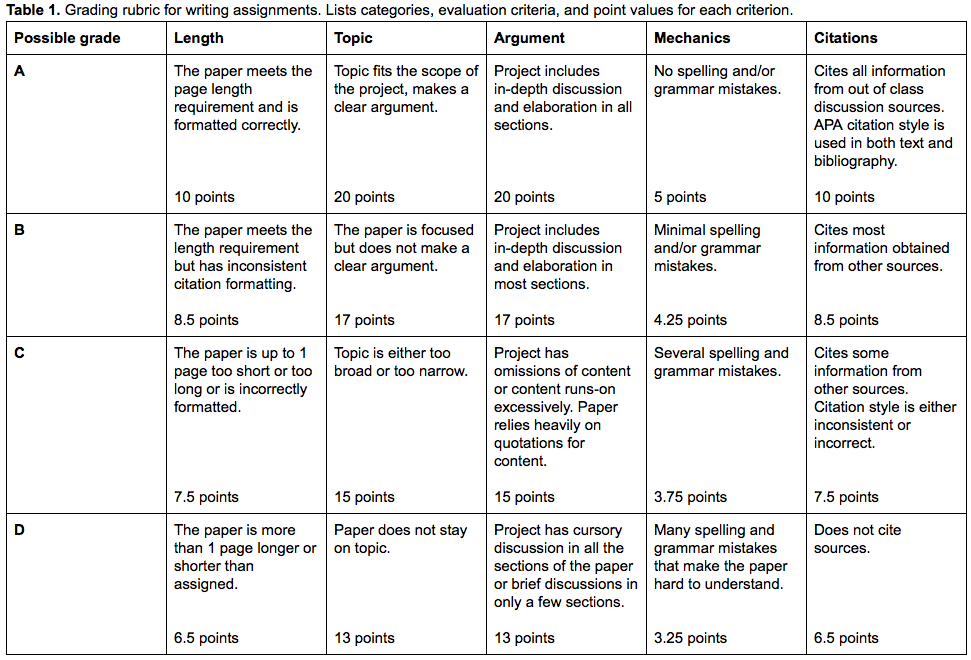 Table 1. Grading rubric for writing assignments. Lists categories, evaluation criteria, and point values for each criterion.
Possible grade
Length
Topic
Argument
Mechanics
Citations
A
The paper meets the
page length
requirement and is
formatted correctly.
10 points
Topic fits the scope of
the project, makes a
clear argument.
20 points
Project includes
in-depth discussion
and elaboration in all
sections.
20 points
No spelling and/or
grammar mistakes.
5 points
Cites all information
from out of class
discussion sources.
APA citation style is
used in both text and
bibliography.
10 points
B
The paper meets the
length requirement
but has inconsistent
citation formatting.
8.5 points
The paper is focused
but does not make a
clear argument.
17 points
Project includes
in-depth discussion
and elaboration in
most sections.
17 points
Minimal spelling
and/or grammar
mistakes.
4.25 points
Cites most
information obtained
from other sources.
8.5 points
C
The paper is up to 1
page too short or too
long or is incorrectly
formatted.
7.5 points
Topic is either too
broad or too narrow.
15 points
Project has
omissions of content
or content runs-on
excessively. Paper
relies heavily on
quotations for
content.
15 points
Several spelling and
grammar mistakes.
3.75 points
Cites some
information from
other sources.
Citation style is either
inconsistent or
incorrect.
7.5 points
D
The paper is more
than 1 page longer or
shorter than
assigned.
6.5 points
Paper does not stay
on topic.
13 points
Project has cursory
discussion in all the
sections of the paper
or brief discussions in
only a few sections.
13 points
Many spelling and
grammar mistakes
that make the paper
hard to understand.
3.25 points
Does not cite
sources.
6.5 points